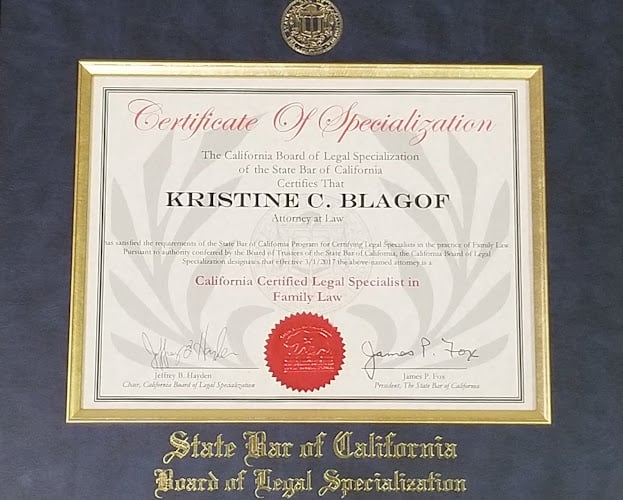 Certificate Of Specialization
The California Board of Legal Specialization
of the State Bar of California
Certifies That
KRISTINE C. BLAGOF
Attorney at Law
has satisfied the requirements of the State Bar of California Program for Certifying Legal Specialists in the practice of Family Law
Pursuant to authority conferred by the Board of Trustees of the State Bar of California, the California Board of Legal
Specialization designates that effective 3/1/2017 the above-named attorney is a
California Certified Legal Specialist in
Family Law
Jeffrey B Hayden
James P. Fox
Jeffrey B. Hayden
James P. Fox
Chair, California Board of Legal Specialization
President, The State Bar of California
State Bar of California
Board of Legal Specialization